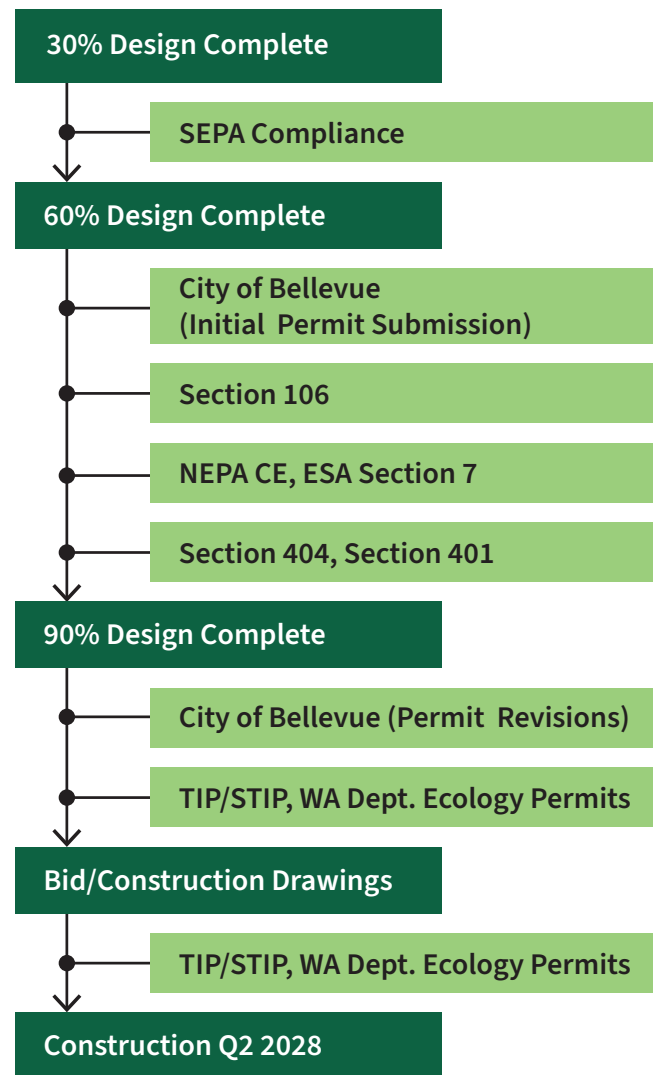 30% Design Complete
SEPA Compliance
60% Design Complete
City of Bellevue
(Initial  Permit Submission)
Section 106
NEPA CE, ESA Section 7
Section 404, Section 401
90% Design Complete
City of Bellevue (Permit  Revisions)
TIP/STIP, WA Dept. Ecology Permits
Bid/Construction Drawings
TIP/STIP, WA Dept. Ecology Permits
Construction Q2 2028